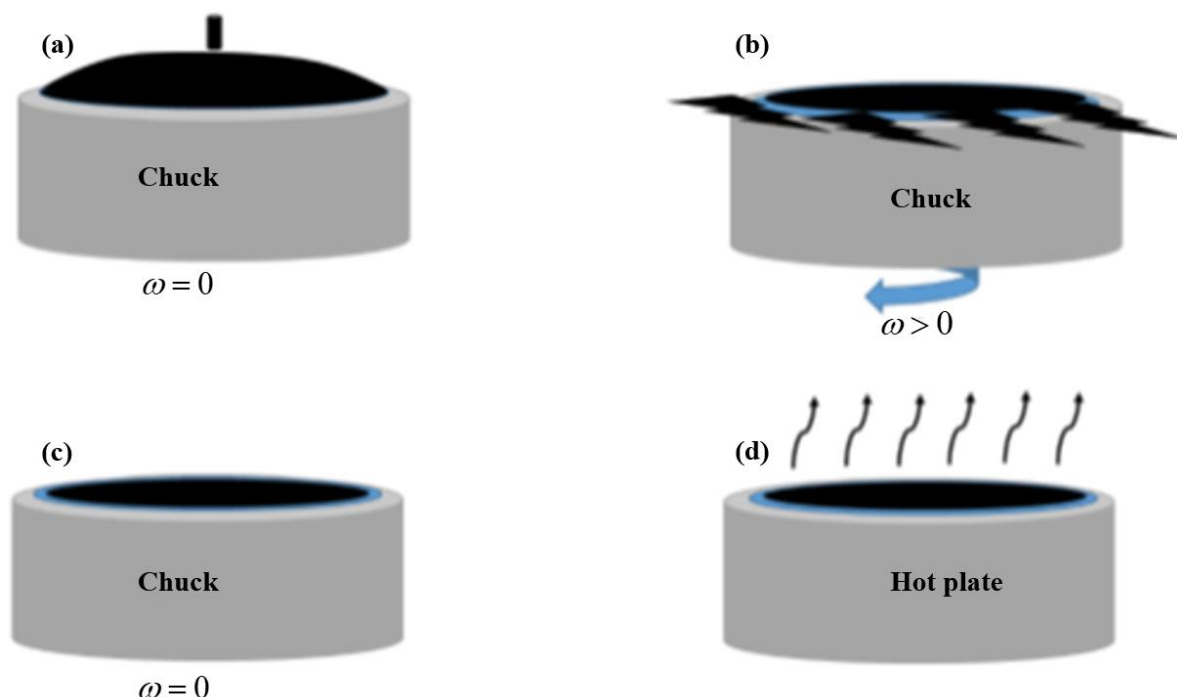 (a)
Chuck
ω = 0
(b)
Chuck
ω > 0
(c)
Chuck
ω = 0
(d)
Hot plate